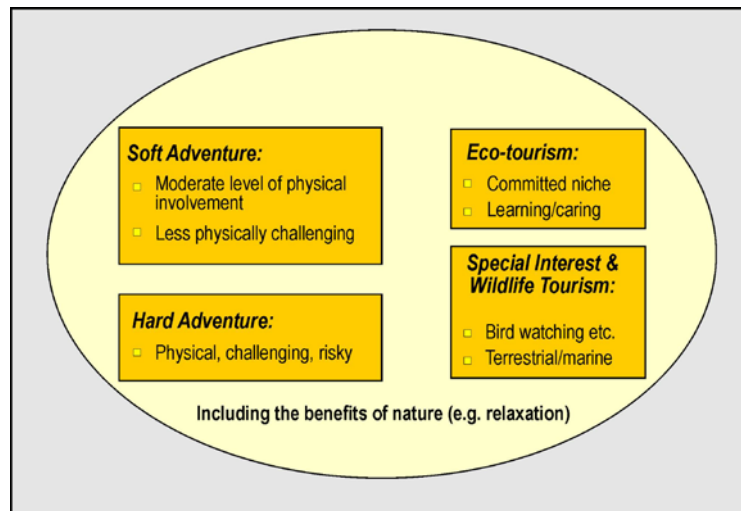 Soft Adventure:
Moderate level of physical
involvement
Less physically challenging
Hard Adventure:
Physical, challenging, risky
Eco-tourism:
Committed niche
Learning/caring
Special Interest &
Wildlife Tourism:
Bird watching etc.
Terrestrial/marine
Including the benefits of nature (e.g. relaxation)